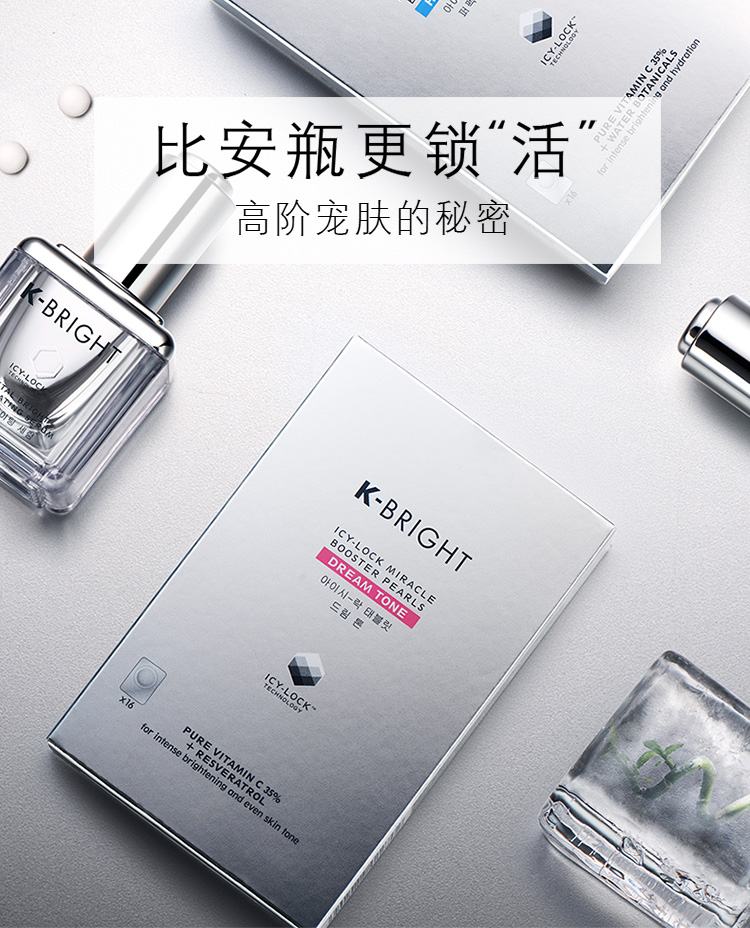 ICY-LOCK™
TECHNOLOGY
PURE VITAMIN C 35%
+ WATER BOTANICALS
for intense brightening and hydration
x16
比安瓶更锁“活”
高阶宠肤的秘密
K-BRIGHT
ICY-LOCK
TECHNOLOGY
K-BRIGHT
ICY-LOCK MIRACLE
BOOSTER PEARLS
DREAM TONE
아이시-락 태블릿
드림 톤
ICY-LOCK™
TECHNOLOGY
x16
PURE VITAMIN C 35%
+ RESVERATROL
for intense brightening and even skin tone